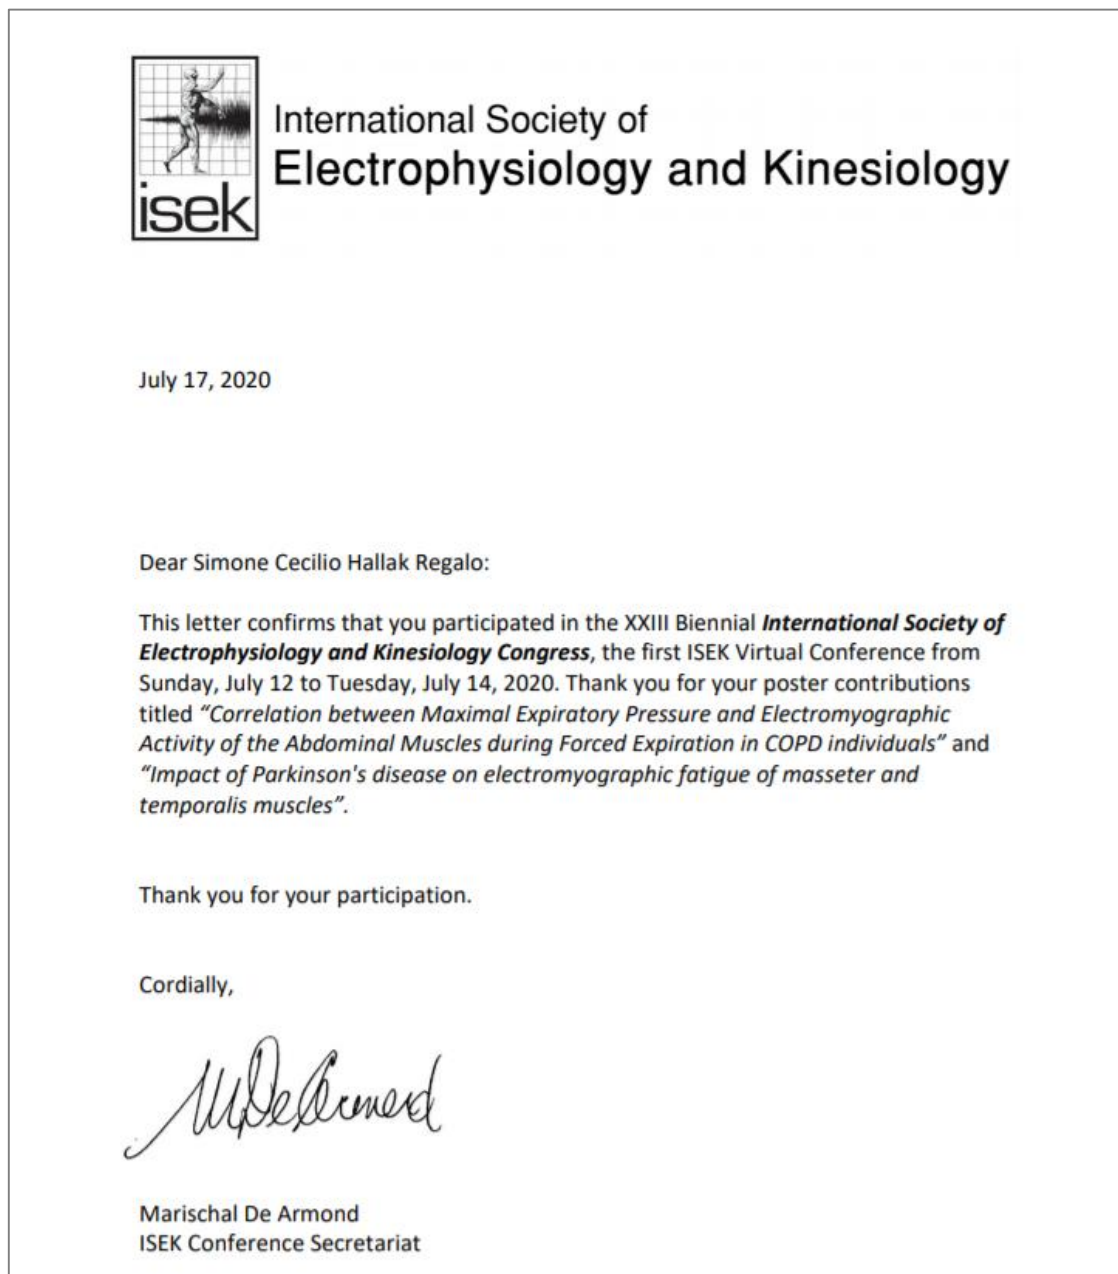 isek
International Society of
Electrophysiology and Kinesiology
July 17, 2020
Dear Simone Cecilio Hallak Regalo:
This letter confirms that you participated in the XXIII Biennial International Society of
Electrophysiology and Kinesiology Congress, the first ISEK Virtual Conference from
Sunday, July 12 to Tuesday, July 14, 2020. Thank you for your poster contributions
titled “Correlation between Maximal Expiratory Pressure and Electromyographic
Activity of the Abdominal Muscles during Forced Expiration in COPD individuals” and
“Impact of Parkinson's disease on electromyographic fatigue of masseter and
temporalis muscles”.
Thank you for your participation.
Cordially,
MDeArmond
Marischal De Armond
ISEK Conference Secretariat